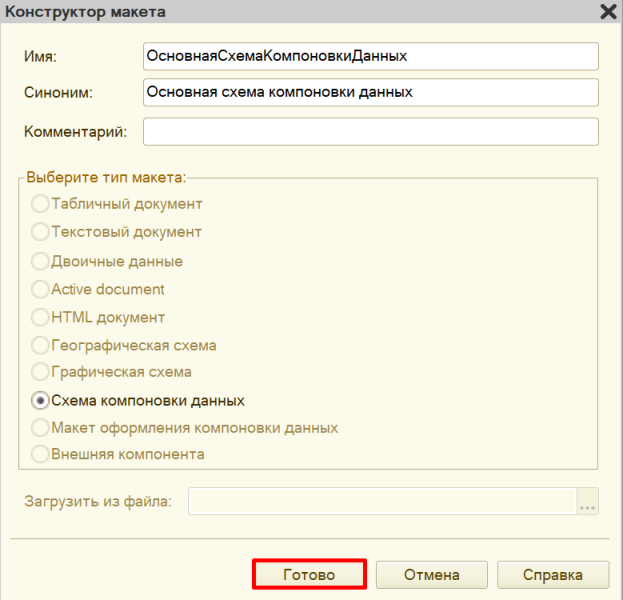 Конструктор макета
Имя: ОсновнаяСхемаКомпоновкиДанных
Синоним: Основная схема компоновки данных
Комментарий:
Выберите тип макета:
Табличный документ
Текстовый документ
Двоичные данные
Active document
HTML документ
Географическая схема
Графическая схема
Схема компоновки данных
Макет оформления компоновки данных
Внешняя компонента
Загрузить из файла: ...
Готово Отмена Справка